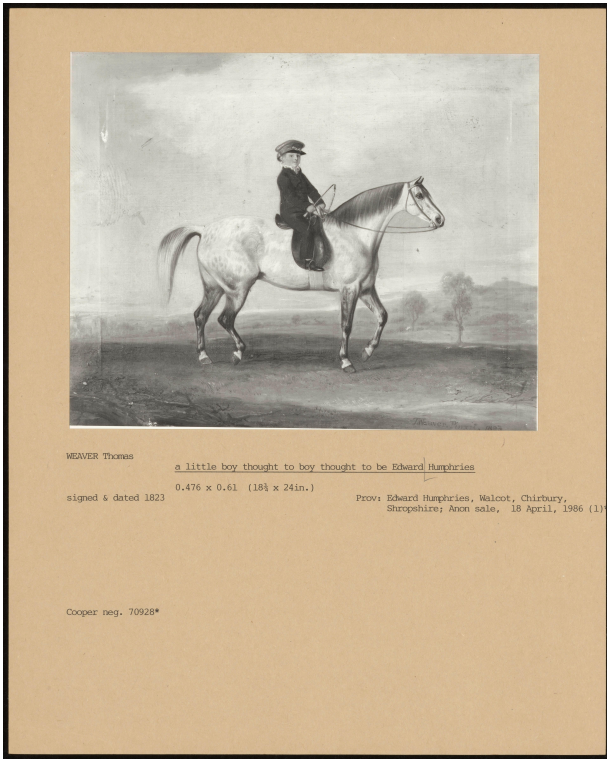 WEAVER Thomas
a little boy thought to boy thought to be Edward Humphries
0.476 x 0.61 (18¾ x 24in.)
signed & dated 1823
Prov: Edward Humphries, Walcot, Chirbury,
Shropshire; Anon sale, 18 April, 1986 (1)
Cooper neg. 70928*